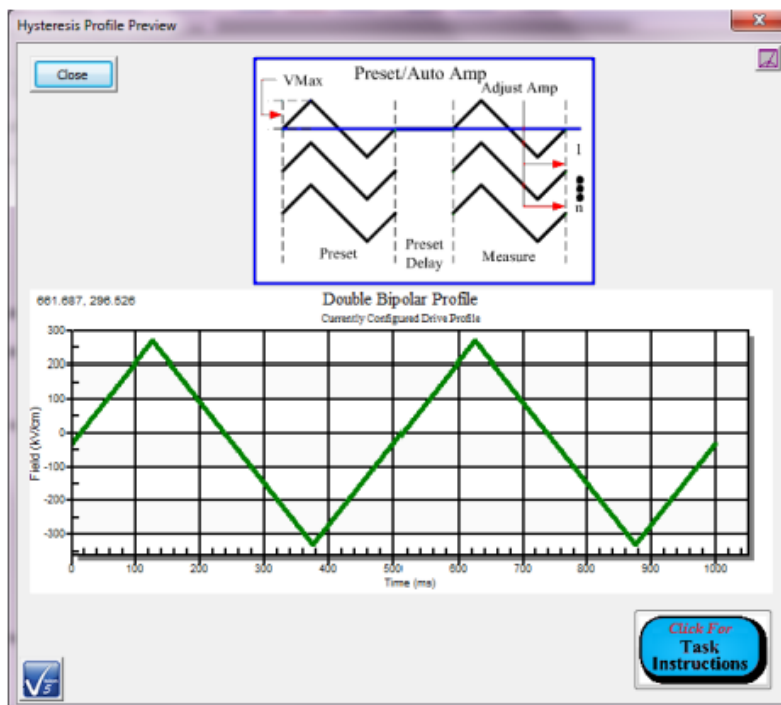 Hysteresis Profile Preview
Close
Preset/Auto Amp
VMax
Adjust Amp
1
n
Preset
Preset
Delay
Measure
661.687, 296.526
Double Bipolar Profile
Currently Configured Drive Profile
Field (kV/cm)
300
200
100
0
-100
-200
-300
0
100
200
300
400
500
600
700
800
900
1000
Time (ms)
Click For
Task
Instructions
√5